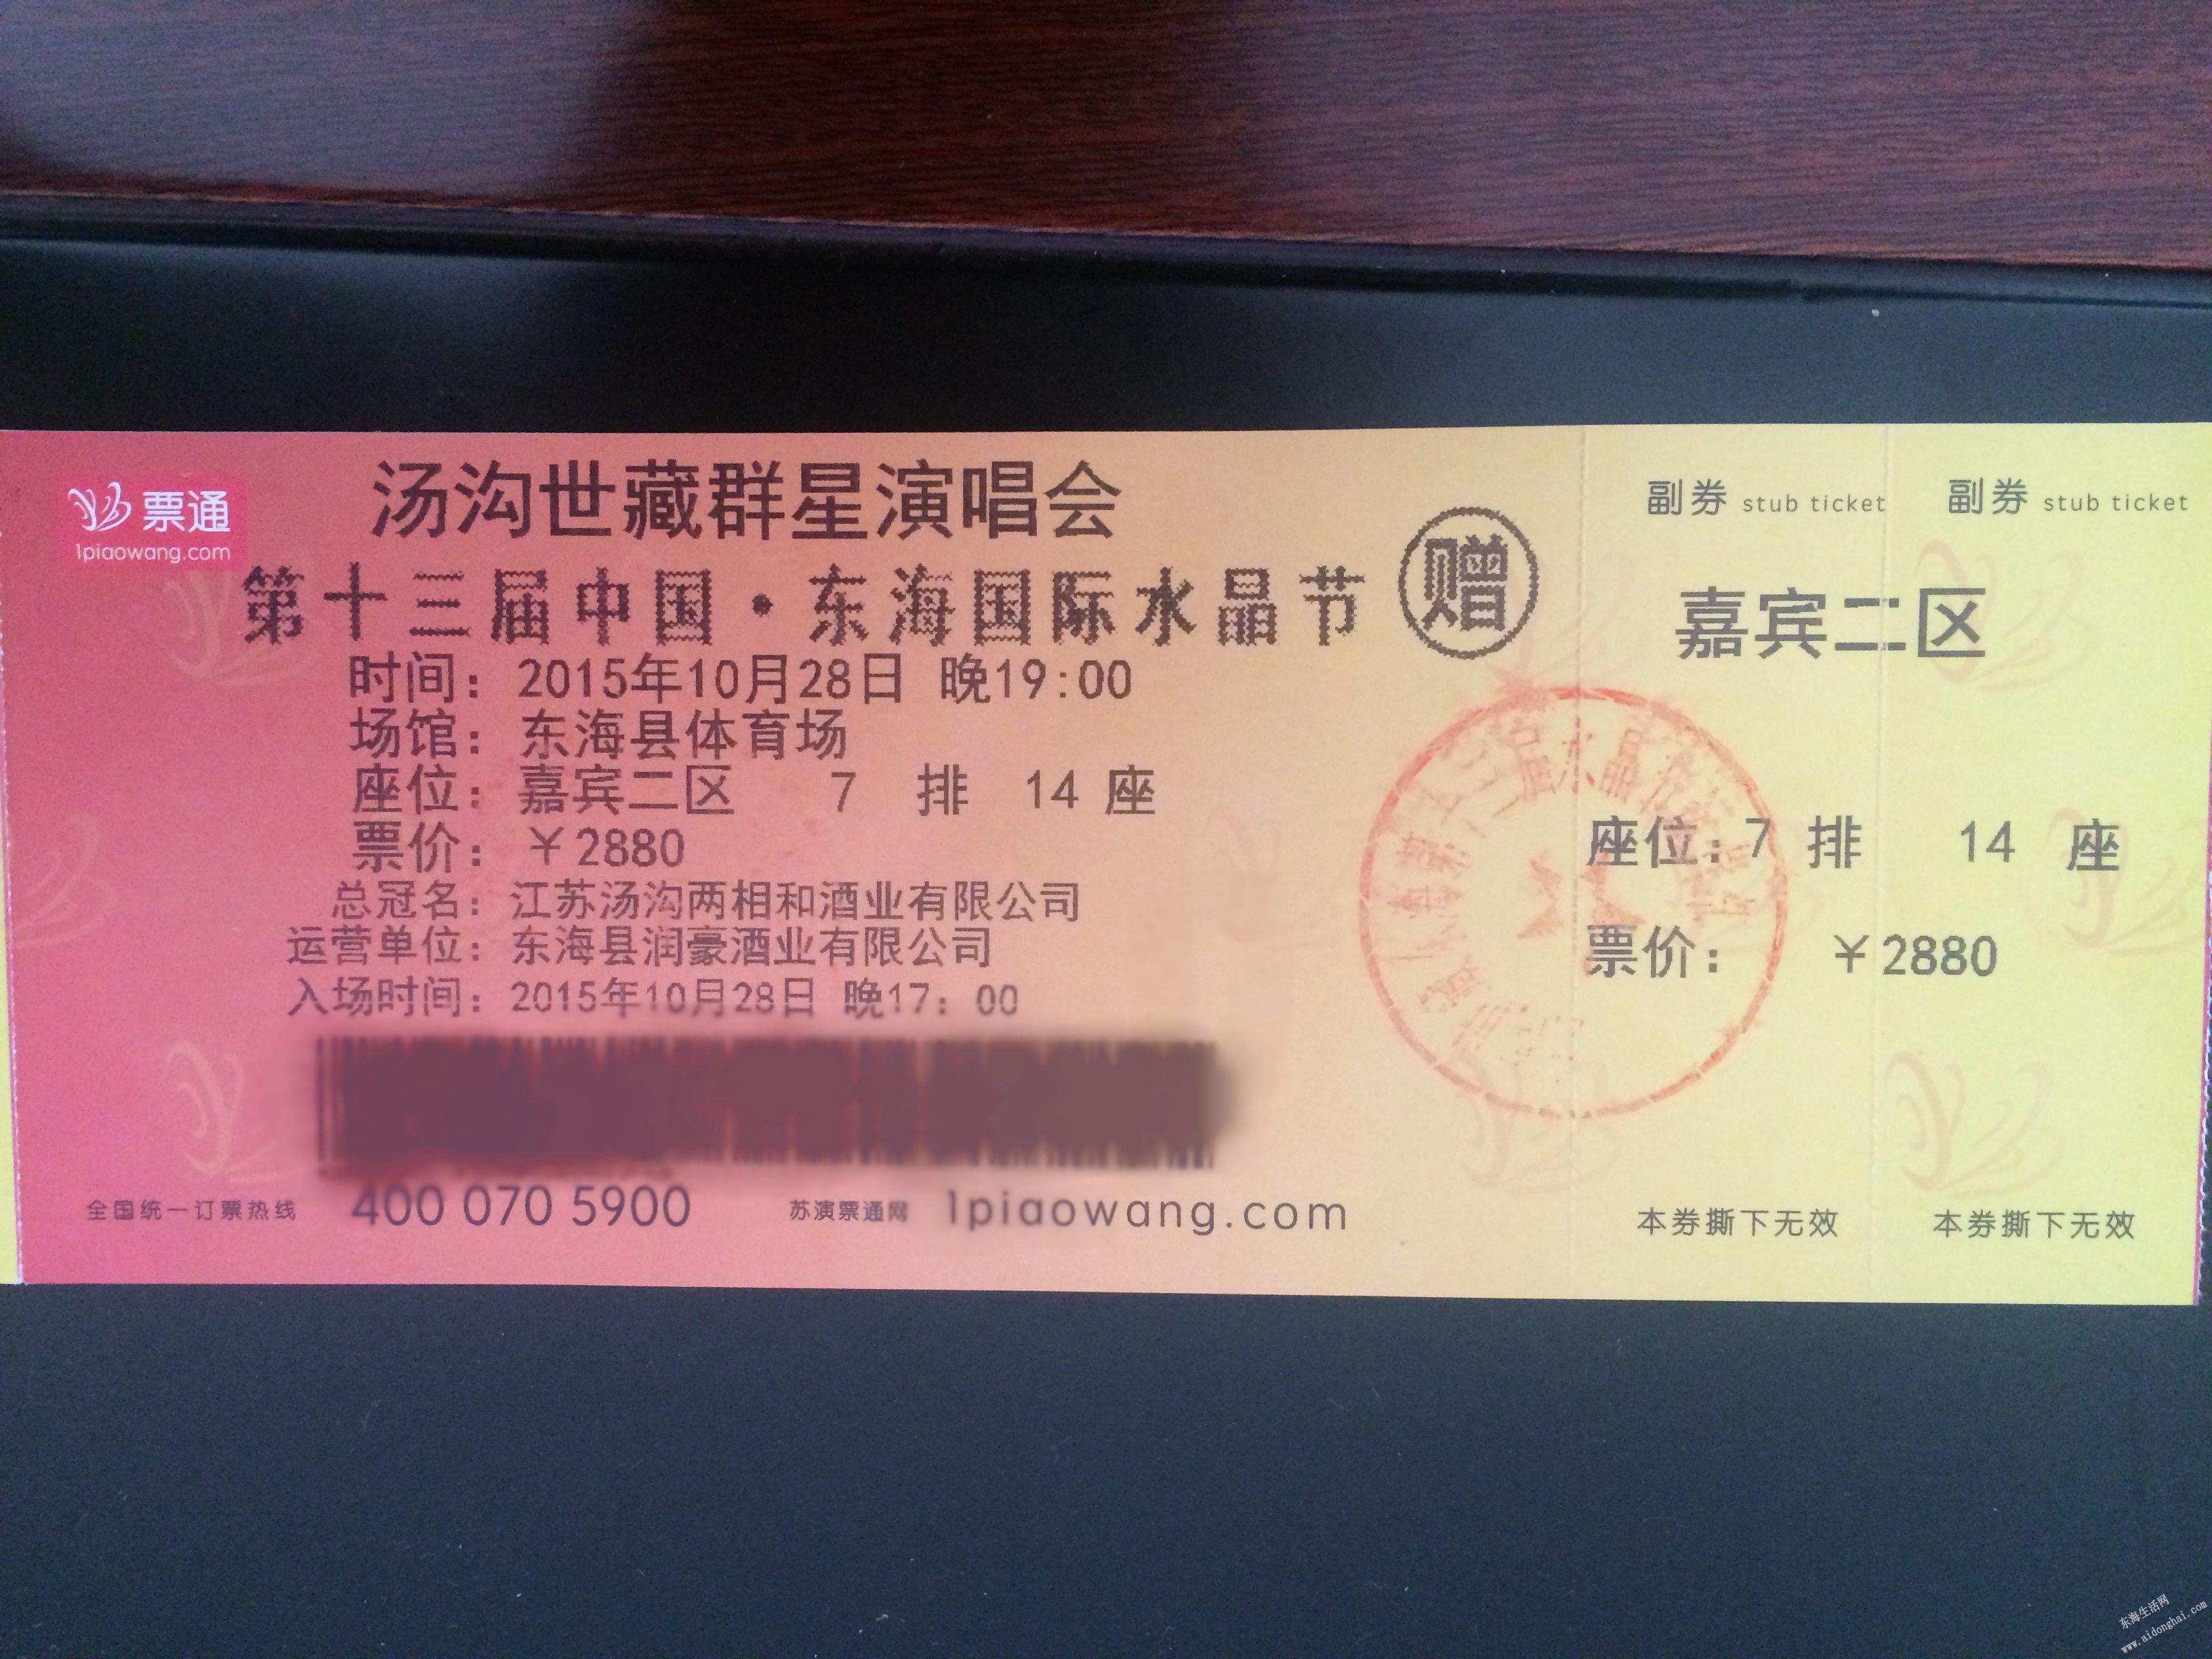 票通
1piaowang.com
汤沟世藏群星演唱会
第十三届中国·东海国际水晶节
赠
时间：2015年10月28日 晚19:00
场馆：东海县体育场
座位：嘉宾二区 7 排 14 座
票价：￥2880
总冠名：江苏汤沟两相和酒业有限公司
运营单位：东海县润豪酒业有限公司
入场时间：2015年10月28日 晚17：00
全国统一订票热线 400 070 5900 苏演票通网 1piaowang.com
副券 stub ticket 副券 stub ticket
嘉宾二区
座位：7 排 14 座
票价： ￥2880
本券撕下无效 本券撕下无效
东海生活网
www.aidonghai.com